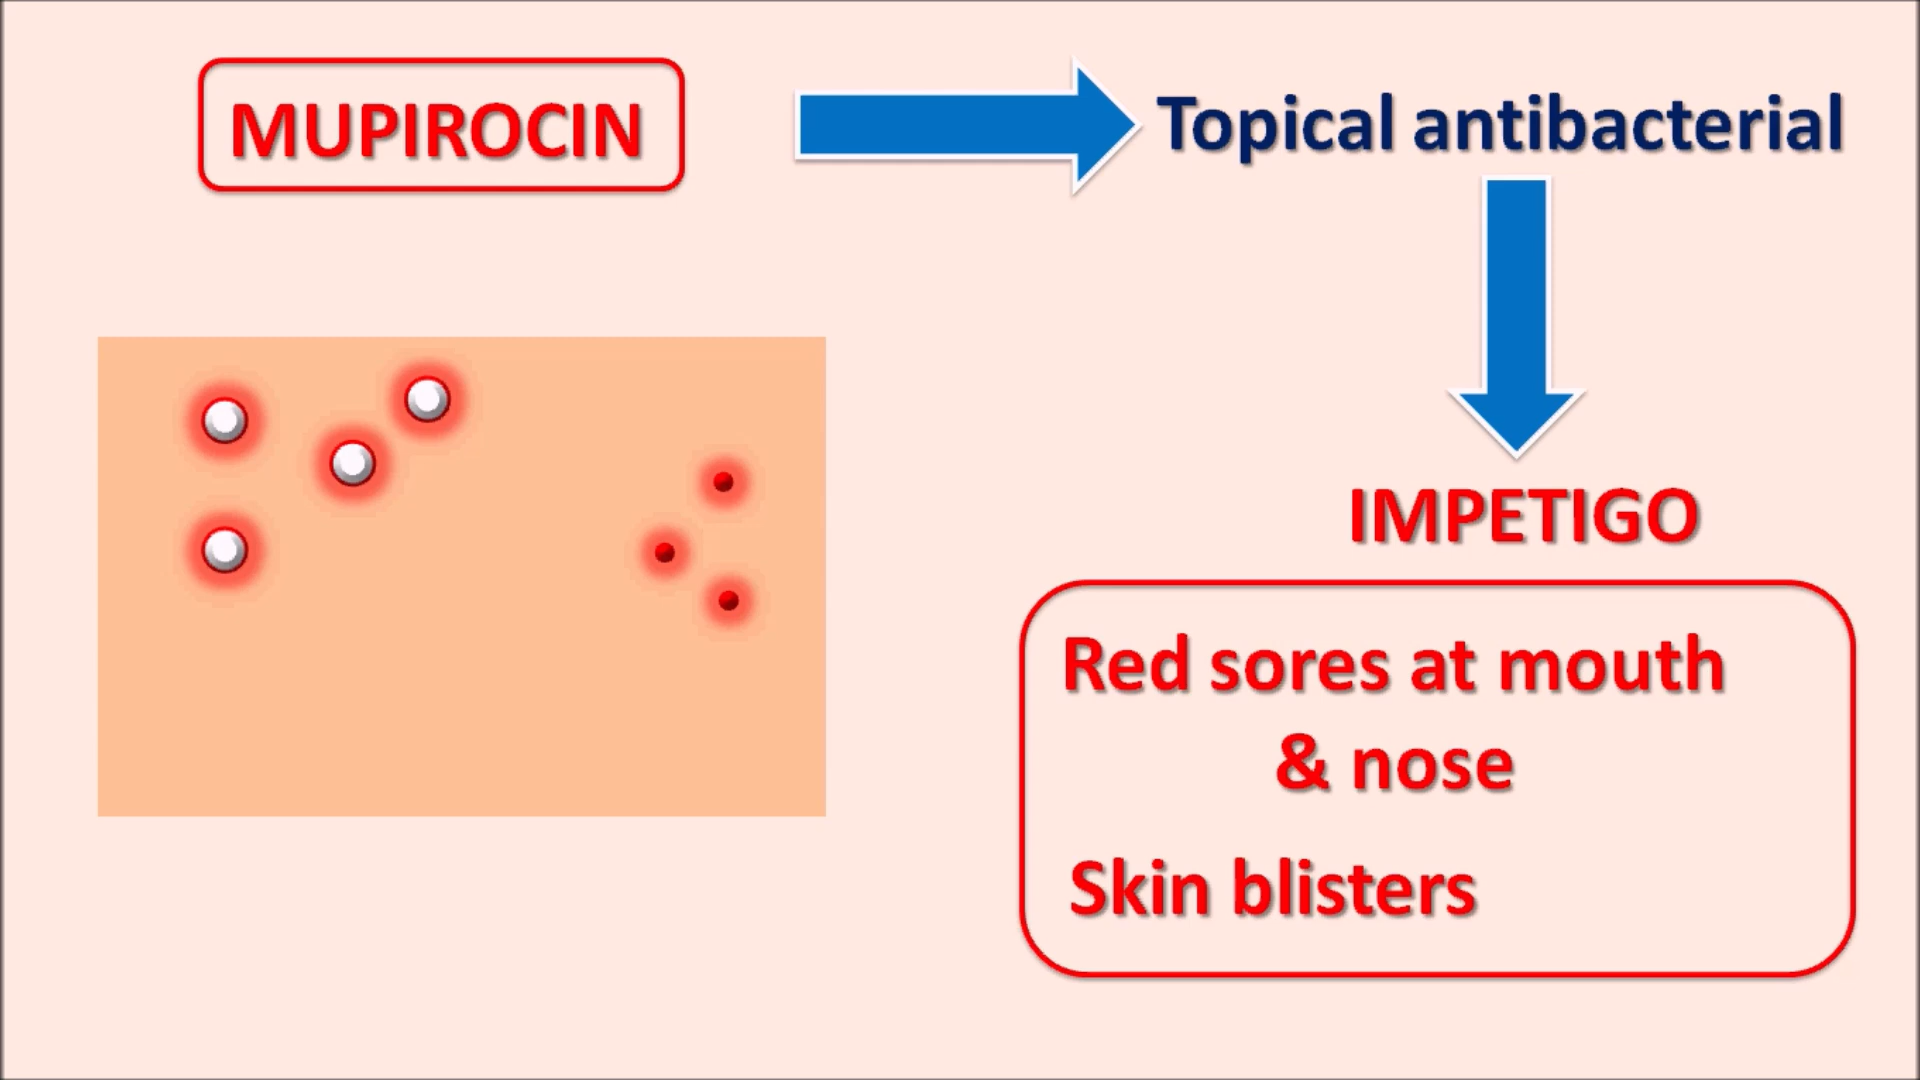 MUPIROCIN
Topical antibacterial
IMPETIGO
Red sores at mouth
& nose
Skin blisters